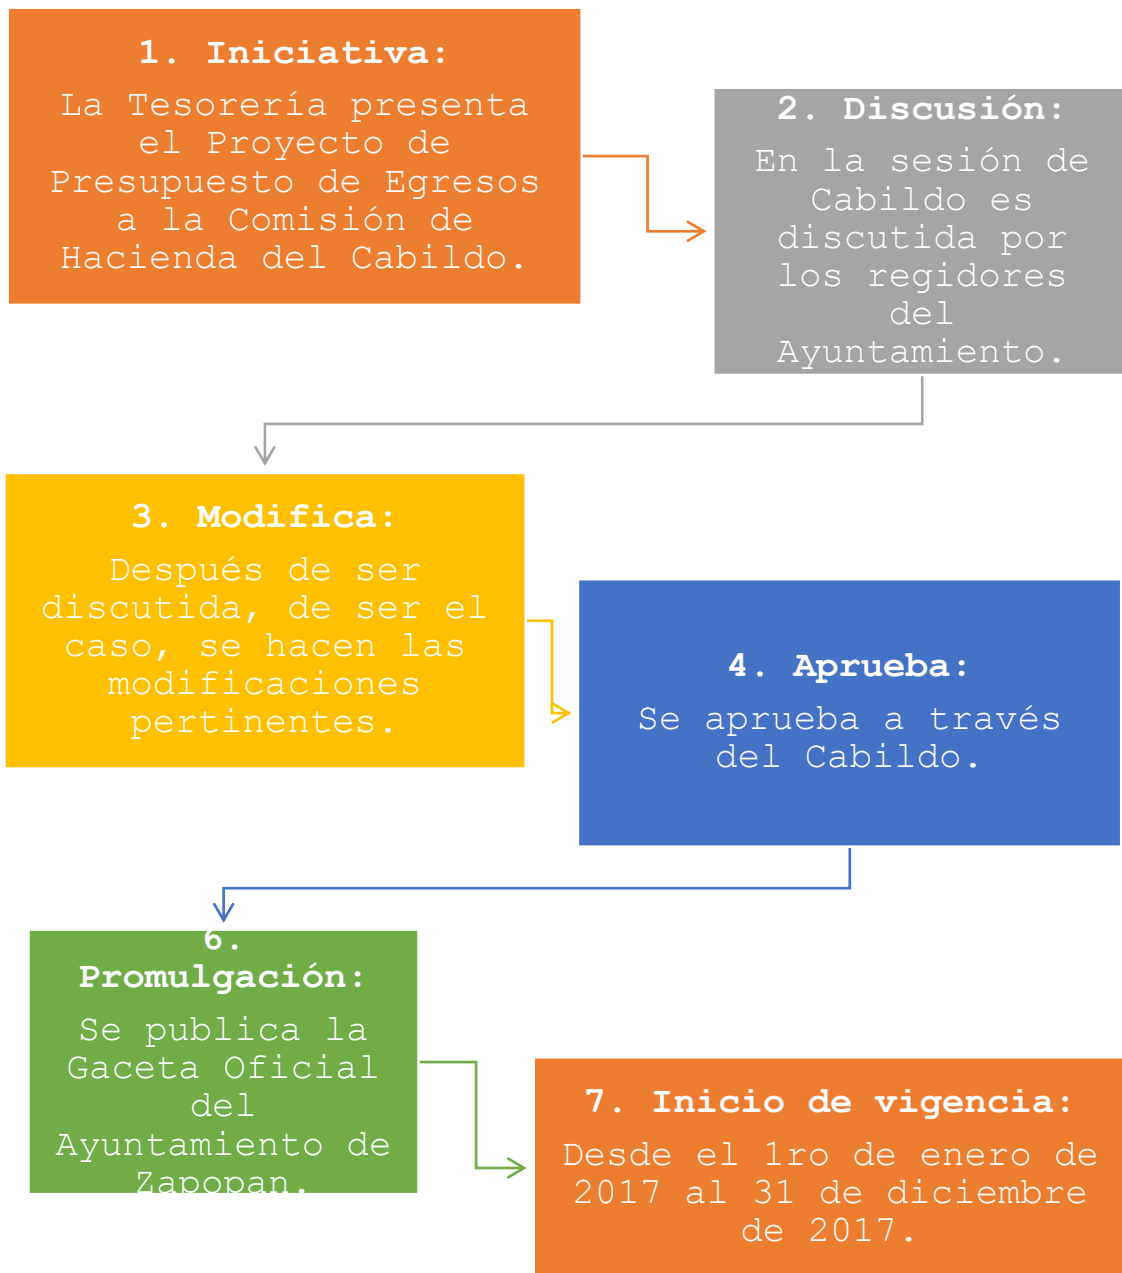 1. Iniciativa:
La Tesorería presenta
el Proyecto de
Presupuesto de Egresos
a la Comisión de
Hacienda del Cabildo.
2. Discusión:
En la sesión de
Cabildo es
discutida por
los regidores
del
Ayuntamiento.
3. Modifica:
Después de ser
discutida, de ser el
caso, se hacen las
modificaciones
pertinentes.
4. Aprueba:
Se aprueba a través
del Cabildo.
6.
Promulgación:
Se publica la
Gaceta Oficial
del
Ayuntamiento de
Zapopan.
7. Inicio de vigencia:
Desde el 1ro de enero de
2017 al 31 de diciembre
de 2017.